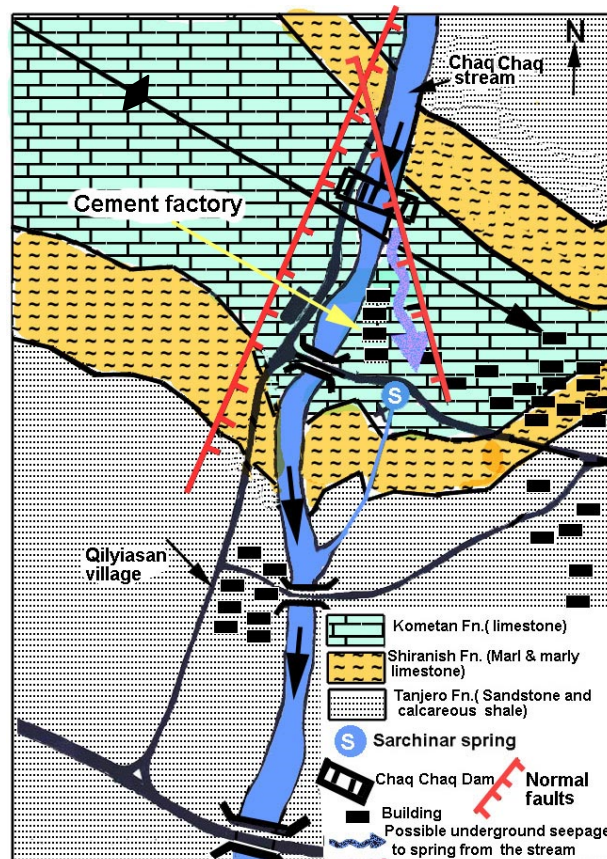 N
Chaq Chaq
stream
Cement factory
S
Qilyiasan
village
Kometan Fn.( limestone)
Shiranish Fn. (Marl & marly
limestone)
Tanjero Fn.( Sandstone and
calcareous shale)
S Sarchinar spring
Chaq Chaq Dam
Normal
faults
Building
Possible underground seepage
to spring from the stream